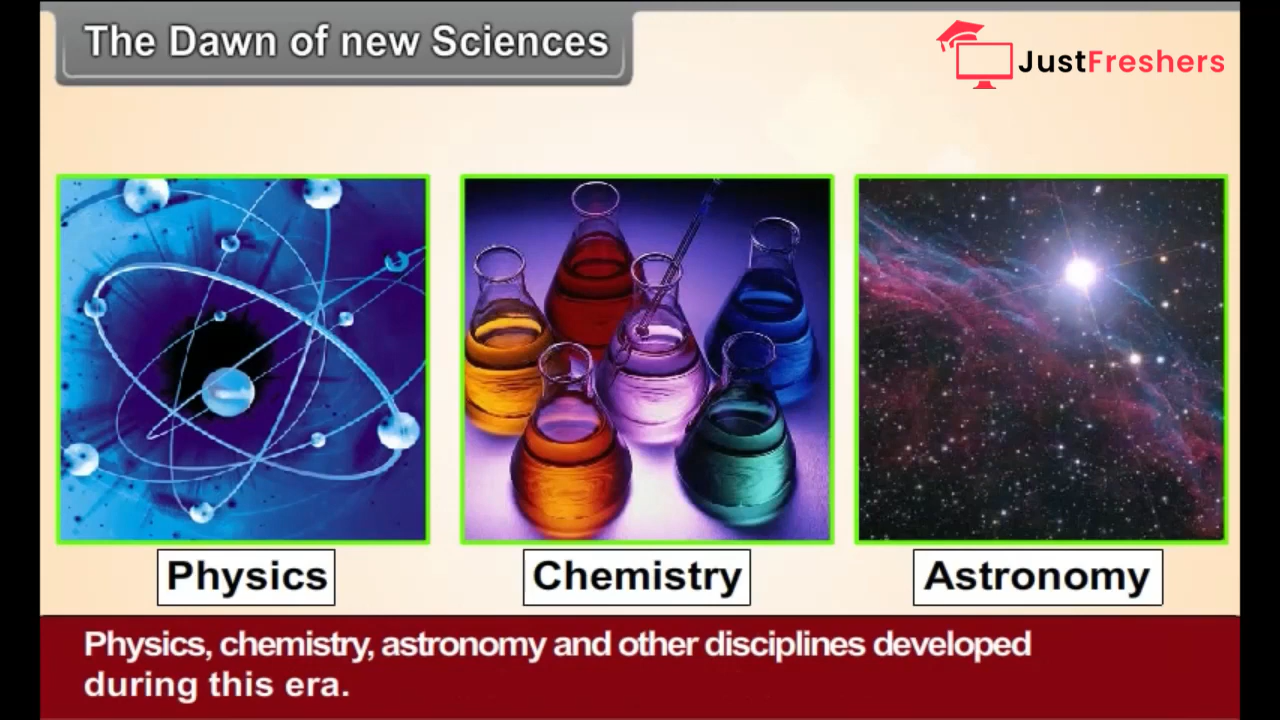 The Dawn of new Sciences
JustFreshers
Physics
Chemistry
Astronomy
Physics, chemistry, astronomy and other disciplines developed
during this era.